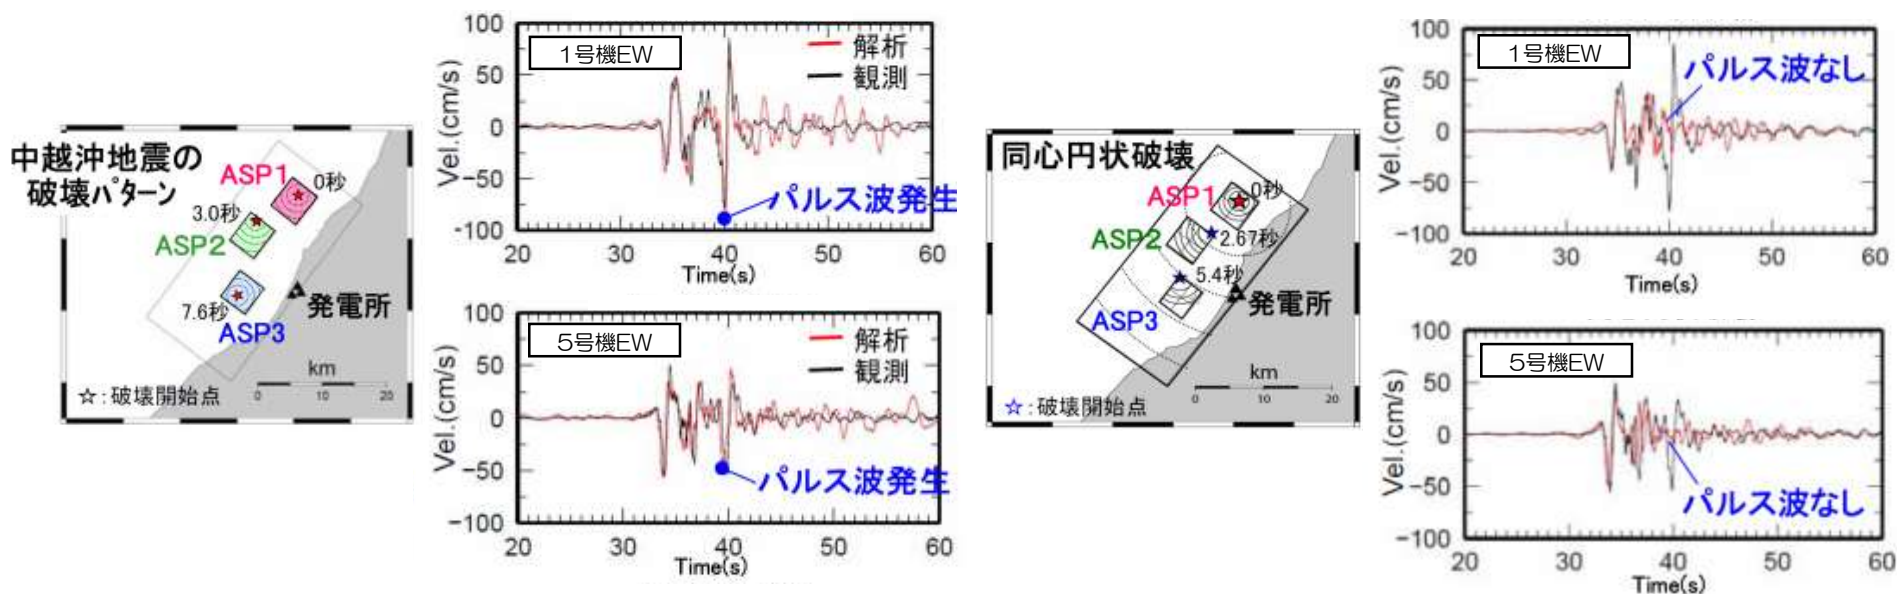 中越沖地震の
破壊パターン
ASP1
0秒
3.0秒
ASP2
7.6秒
ASP3
発電所
km
0 10 20
☆:破壊開始点
1号機EW
解析
観測
パルス波発生
Vel.(cm/s)
100
50
0
−50
-100
20 30 40 50 60
Time(s)
5号機EW
解析
観測
パルス波発生
Vel.(cm/s)
100
50
0
−50
−100
20 30 40 50 60
Time(s)
同心円状破壊
ASP1
0秒
ASP2
2.67秒
5.4秒
ASP3
発電所
km
0 10 20
☆:破壊開始点
1号機EW
パルス波なし
Vel.(cm/s)
100
50
0
−50
−100
20 30 40 50 60
Time(s)
5号機EW
パルス波なし
Vel.(cm/s)
100
50
0
−50
−100
20 30 40 50 60
Time(s)